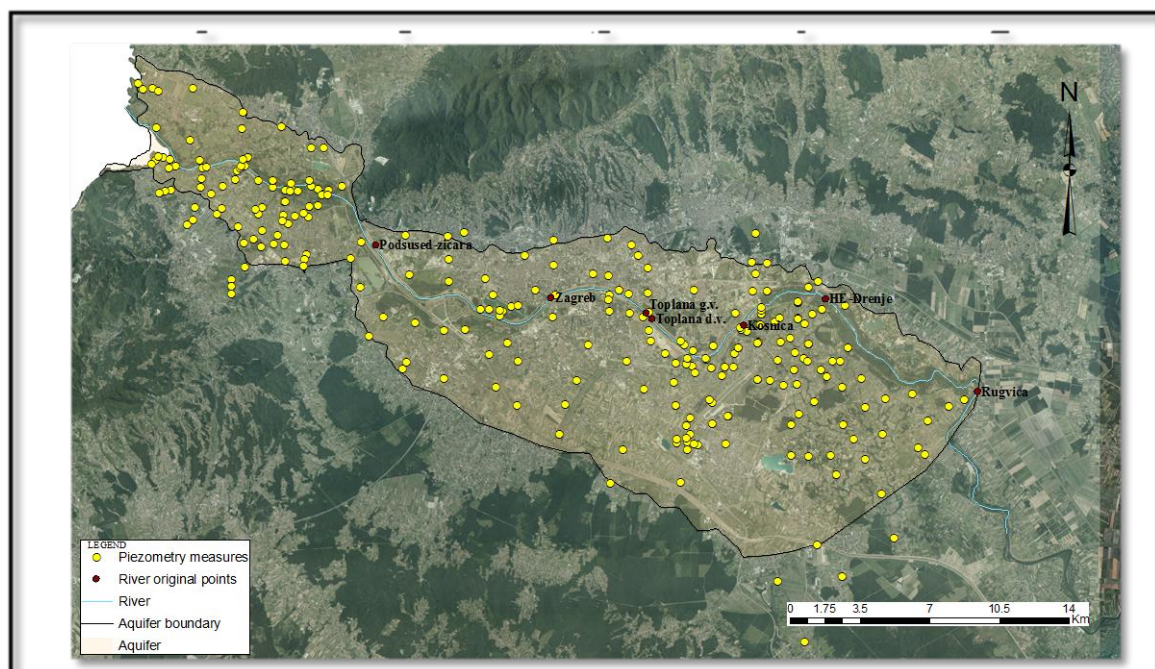 N
Podsused-zicara
Zagreb
Toplana g.v.
Toplana d.v.
HE-Drenje
Kosnica
Rugvica
LEGEND
Piezometry measures
River original points
River
Aquifer boundary
Aquifer
0 1.75 3.5 7 10.5 14
Km